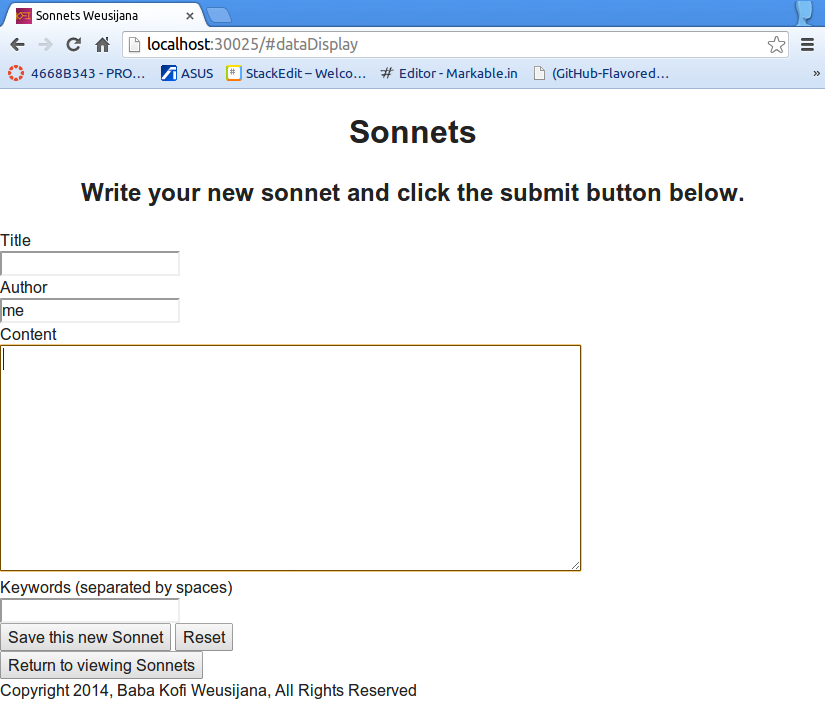 Sonnets Weusijana
localhost:30025/#dataDisplay
4668B343 - PRO... ASUS StackEdit – Welco... # Editor - Markable.in (GitHub-Flavored... »
Sonnets
Write your new sonnet and click the submit button below.
Title
Author
me
Content
Keywords (separated by spaces)
Save this new Sonnet Reset
Return to viewing Sonnets
Copyright 2014, Baba Kofi Weusijana, All Rights Reserved